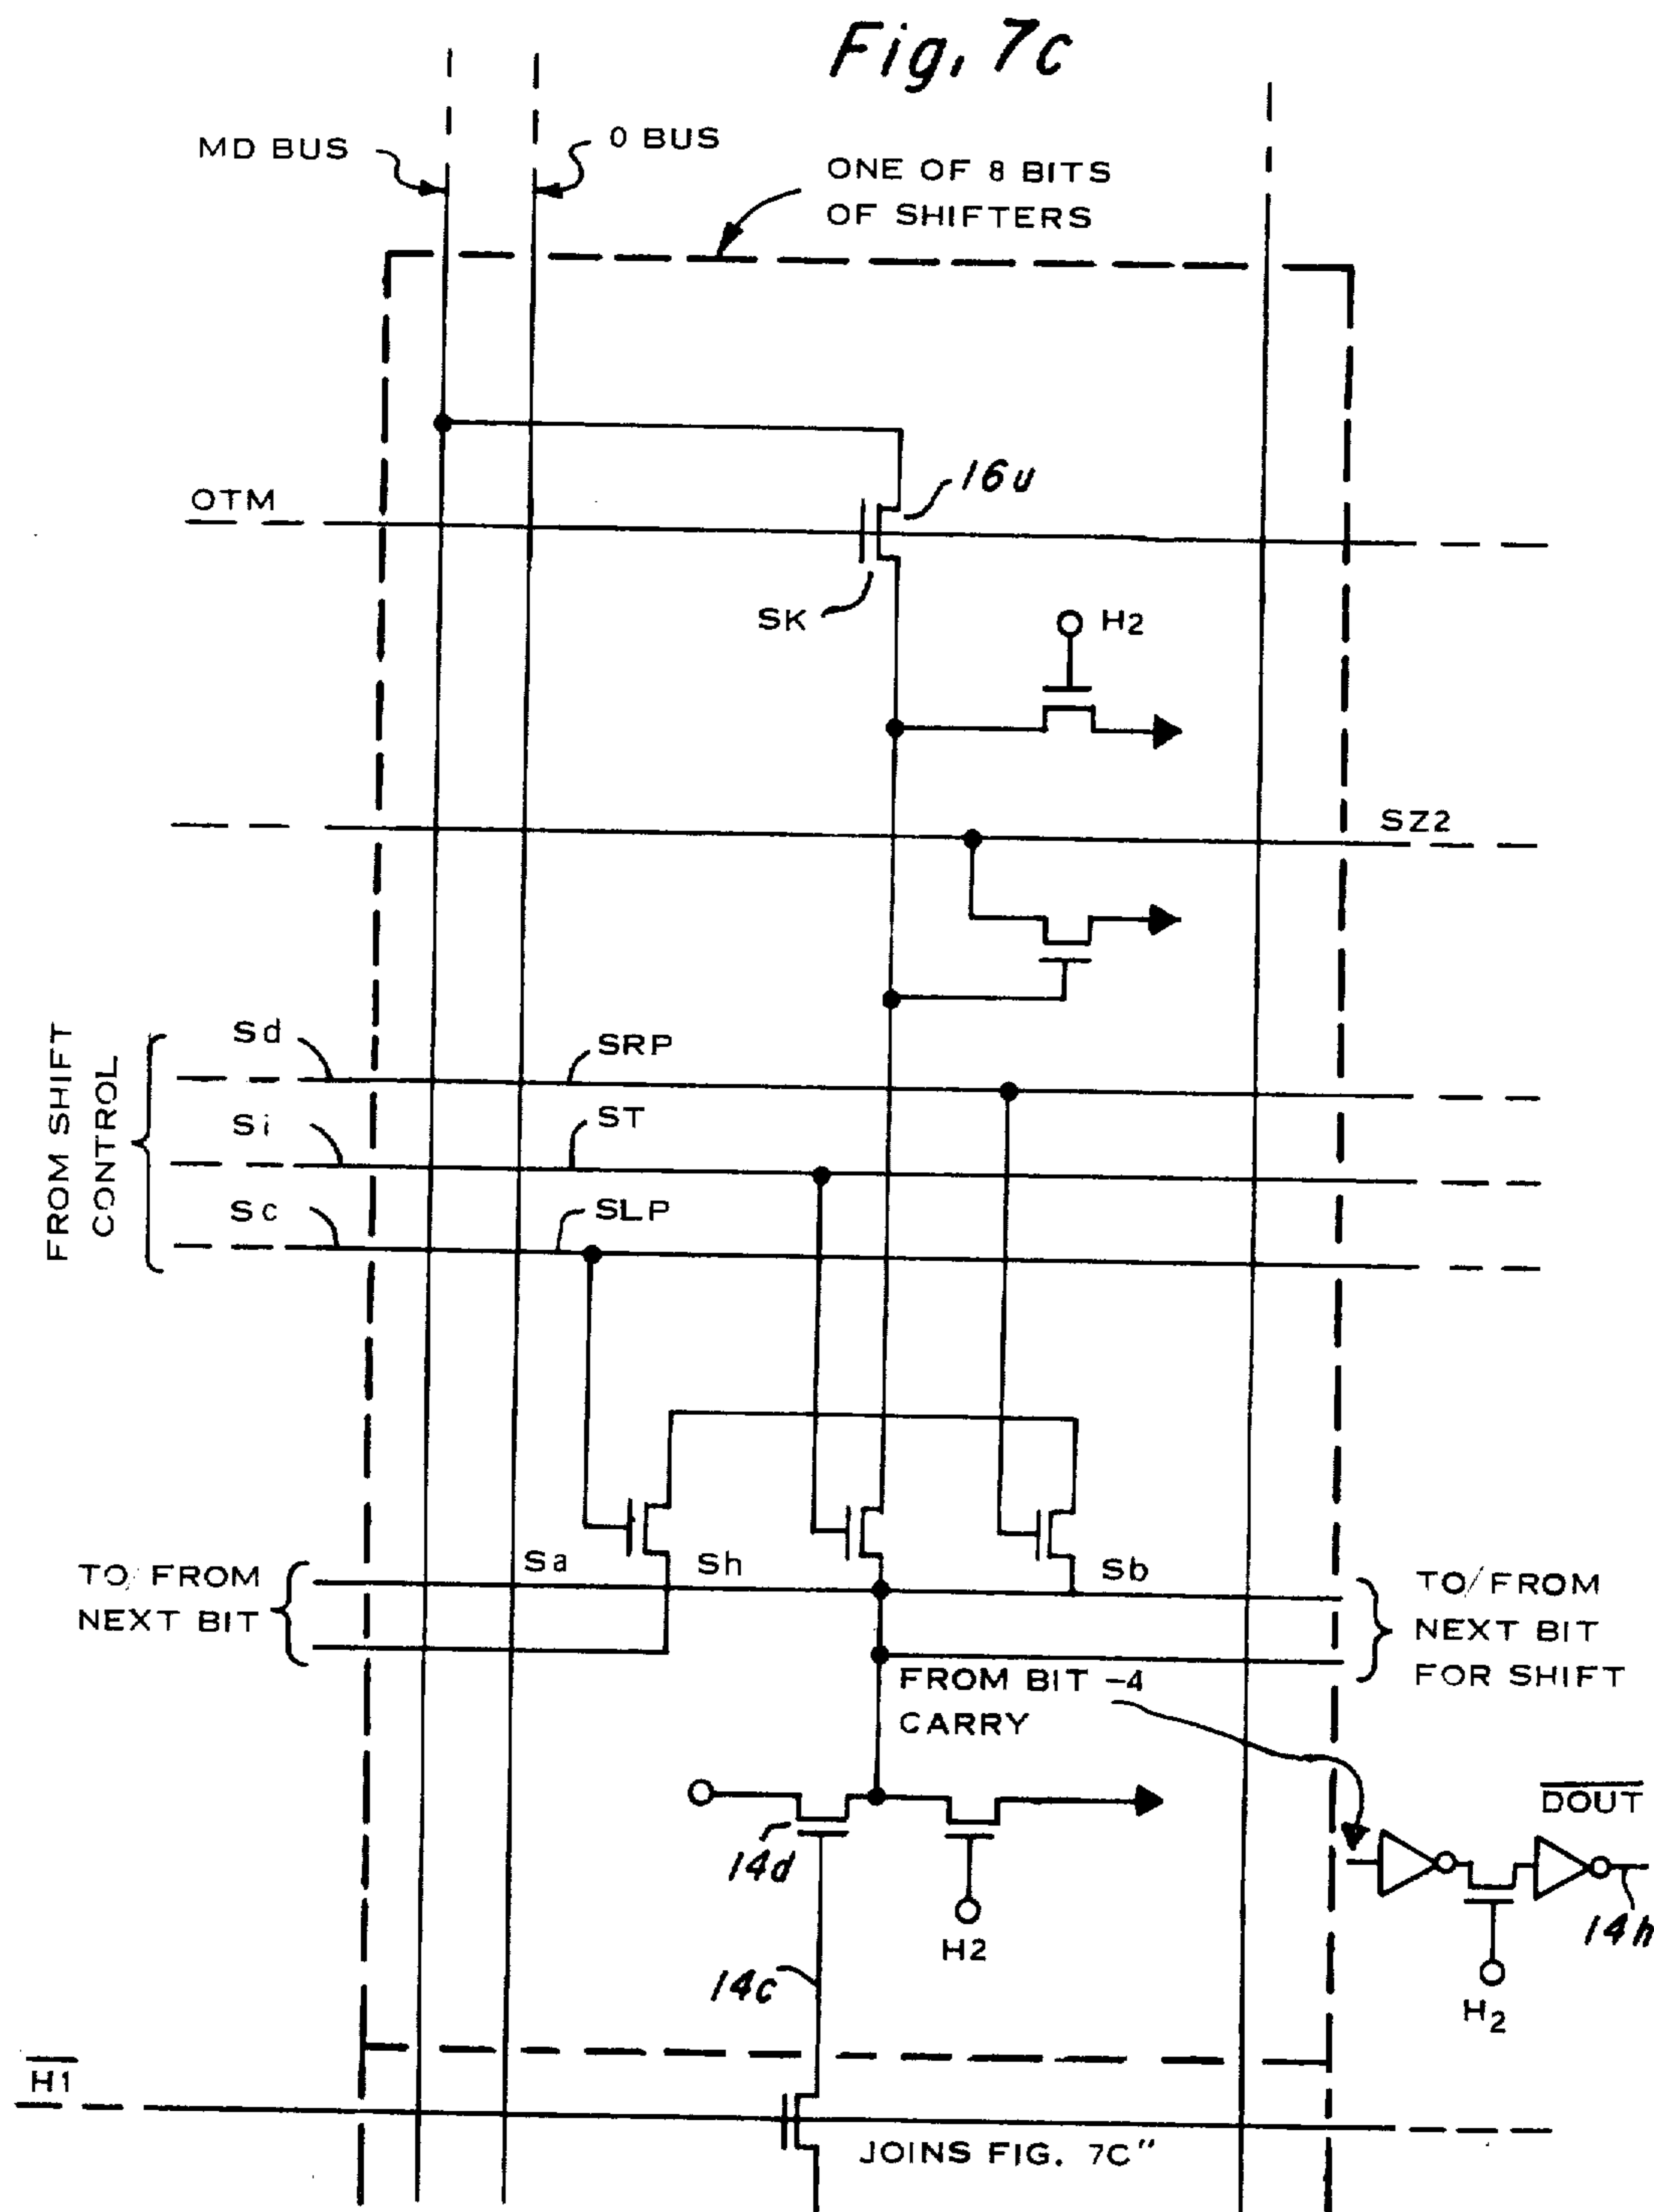 Fig. 7c
MD BUS
0 BUS
ONE OF 8 BITS
OF SHIFTERS
OTM
16u
SK
H2
SZ2
FROM SHIFT
CONTROL
Sd
SRP
Si
ST
Sc
SLP
TO/FROM
NEXT BIT
Sa
Sh
Sb
TO/FROM
NEXT BIT
FOR SHIFT
FROM BIT -4
CARRY
14d
H2
DOUT
14h
H2
14c
H1
JOINS FIG. 7C"